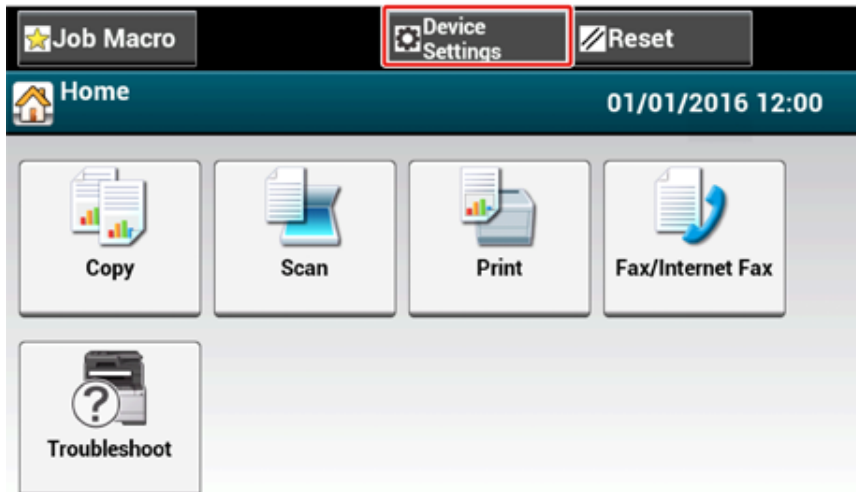 Job Macro
Device
Settings
Reset
Home
01/01/2016 12:00
Copy
Scan
Print
Fax/Internet Fax
?
Troubleshoot